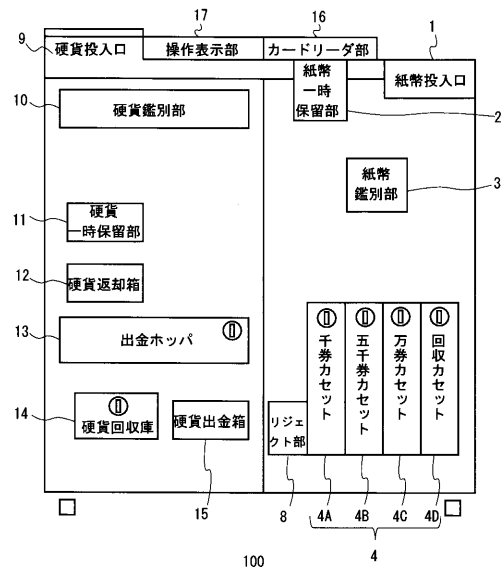 17
16
9
硬貨投入口
操作表示部
カードリーダ部
1
紙幣
一時
保留部
紙幣投入口
10
硬貨鑑別部
2
紙幣
鑑別部
3
11
硬貨
一時保留部
12
硬貨返却箱
13
出金ホッパ
千券カセット
五千券カセット
万券カセット
回収カセット
14
硬貨回収庫
硬貨出金箱
リジェ
クト部
15
8
4A
4B
4C
4D
4
100